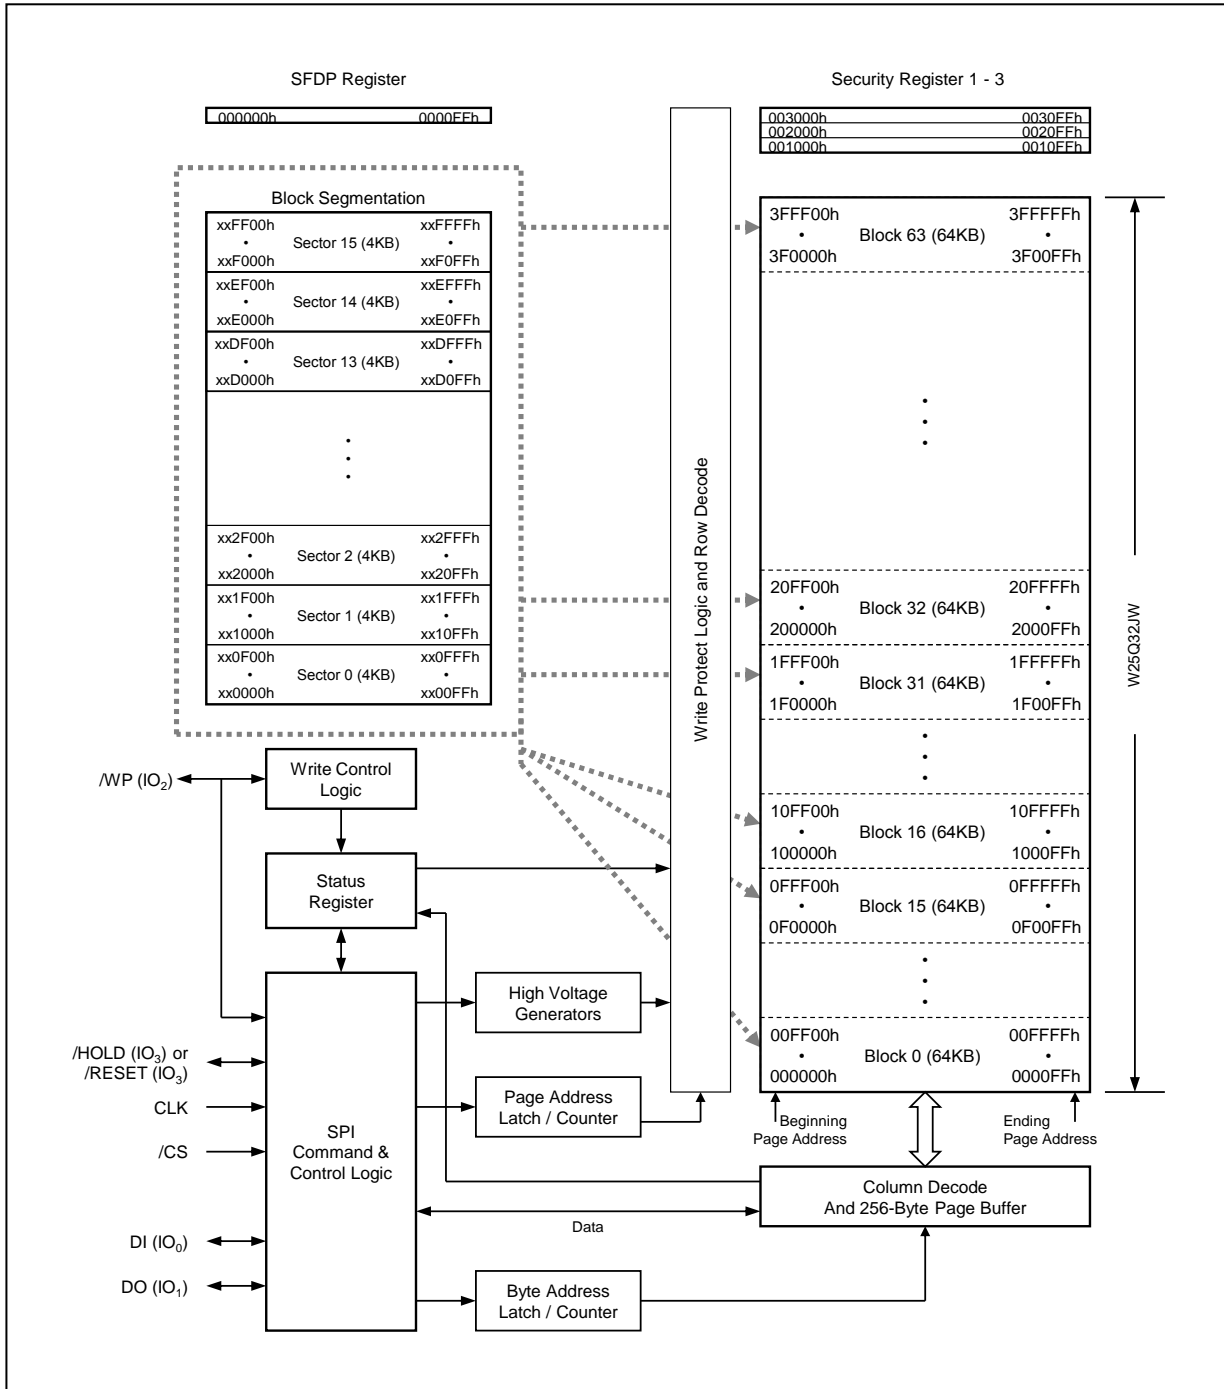 SFDP Register
000000h 0000FFh
Security Register 1 - 3
003000h 0030FFh
002000h 0020FFh
001000h 0010FFh
Block Segmentation
xxFF00h xxFFFFh
• Sector 15 (4KB) •
xxF000h xxF0FFh
xxEF00h xxEFFFh
• Sector 14 (4KB) •
xxE000h xxE0FFh
xxDF00h xxDFFFh
• Sector 13 (4KB) •
xxD000h xxD0FFh
xx2F00h xx2FFFh
• Sector 2 (4KB) •
xx2000h xx20FFh
xx1F00h xx1FFFh
• Sector 1 (4KB) •
xx1000h xx10FFh
xx0F00h xx0FFFh
• Sector 0 (4KB) •
xx0000h xx00FFh
Write Protect Logic and Row Decode
3FFF00h 3FFFFFh
• Block 63 (64KB) •
3F0000h 3F00FFh
20FF00h 20FFFFh
• Block 32 (64KB) •
200000h 2000FFh
1FFF00h 1FFFFFh
• Block 31 (64KB) •
1F0000h 1F00FFh
10FF00h 10FFFFh
• Block 16 (64KB) •
100000h 1000FFh
0FFF00h 0FFFFFh
• Block 15 (64KB) •
0F0000h 0F00FFh
00FF00h 00FFFFh
• Block 0 (64KB) •
000000h 0000FFh
W25Q32JW
Beginning
Page Address
Ending
Page Address
/WP (IO₂)
Write Control
Logic
Status
Register
High Voltage
Generators
/HOLD (IO₃) or
/RESET (IO₃)
CLK
/CS
DI (IO₀)
DO (IO₁)
SPI
Command &
Control Logic
Page Address
Latch / Counter
Column Decode
And 256-Byte Page Buffer
Data
Byte Address
Latch / Counter